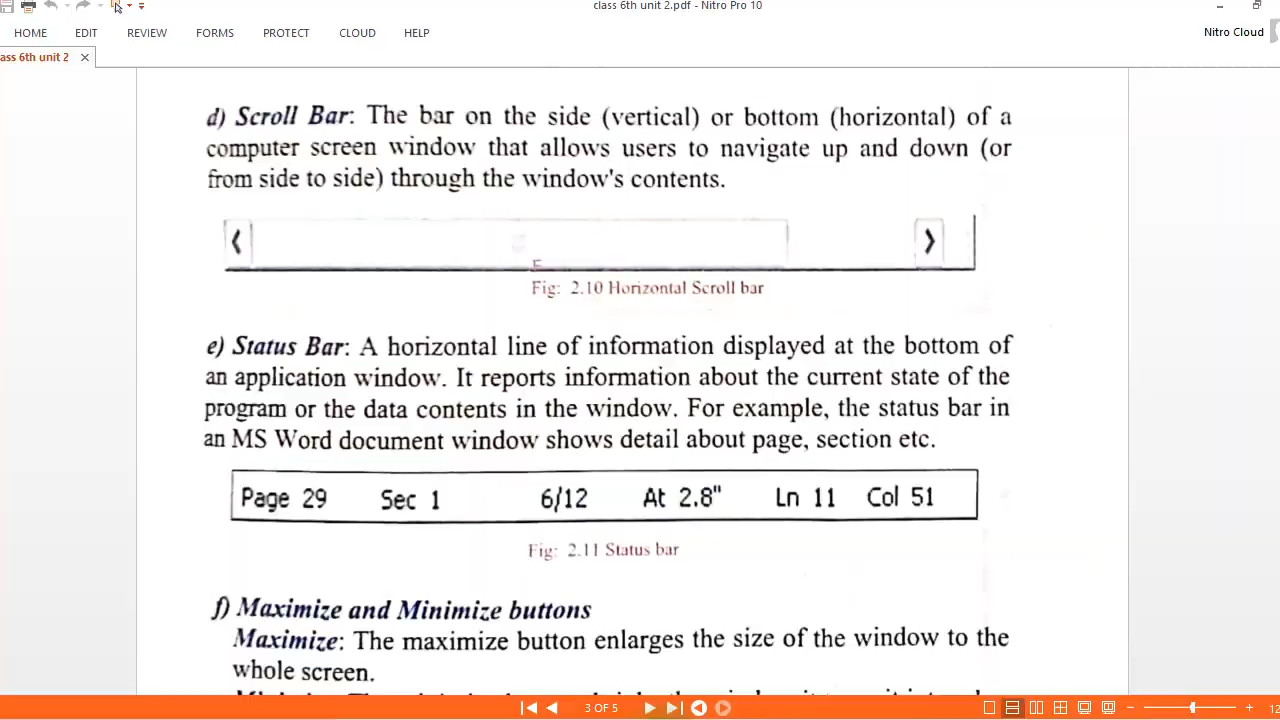 class 6th unit 2.pdf - Nitro Pro 10
HOME EDIT REVIEW FORMS PROTECT CLOUD HELP
Nitro Cloud
ass 6th unit 2
d) Scroll Bar: The bar on the side (vertical) or bottom (horizontal) of a
computer screen window that allows users to navigate up and down (or
from side to side) through the window's contents.
Fig: 2.10 Horizontal Scroll bar
e) Status Bar: A horizontal line of information displayed at the bottom of
an application window. It reports information about the current state of the
program or the data contents in the window. For example, the status bar in
an MS Word document window shows detail about page, section etc.
Page 29 Sec 1 6/12 At 2.8" Ln 11 Col 51
Fig: 2.11 Status bar
f) Maximize and Minimize buttons
Maximize: The maximize button enlarges the size of the window to the
whole screen.
3 OF 5